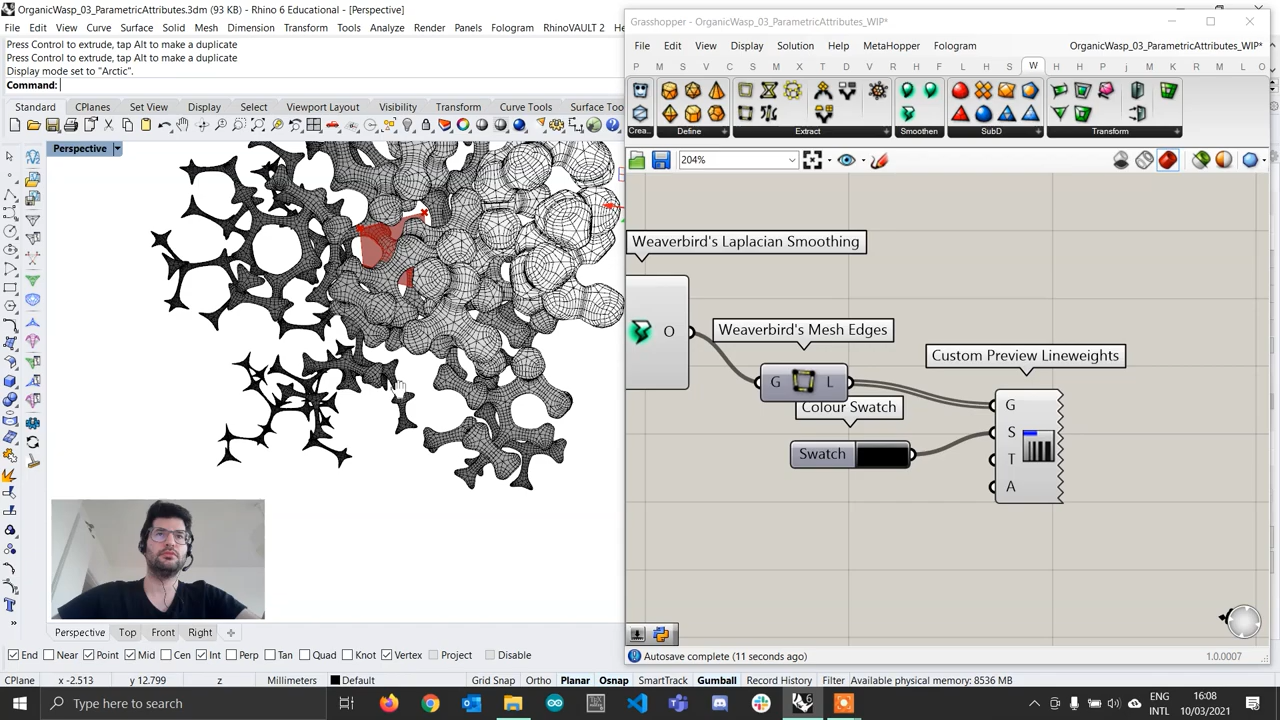 OrganicWasp_03_ParametricAttributes.3dm (93 KB) - Rhino 6 Educational - [Perspective]
File Edit View Curve Surface Solid Mesh Dimension Transform Tools Analyze Render Panels Fologram RhinoVAULT 2
Press Control to extrude, tap Alt to make a duplicate
Press Control to extrude, tap Alt to make a duplicate
Display mode set to "Arctic".
Command:
Standard CPlanes Set View Display Select Viewport Layout Visibility Transform Curve Tools Surface Too
Perspective
Perspective Top Front Right
End Near Point Mid Cen Int Perp Tan Quad Knot Vertex Project Disable
CPlane x -2.513 y 12.799 z Millimeters Default Grid Snap Ortho Planar Osnap SmartTrack Gumball Record History Filter Available physical memory: 8536 MB
Grasshopper - OrganicWasp_03_ParametricAttributes_WIP*
File Edit View Display Solution Help MetaHopper Fologram OrganicWasp_03_ParametricAttributes_WIP*
P M S C S I V D S M X T A V R H F L H S W H H P j m L O
Crea... Define Extract Smoothen SubD Transform
204%
Weaverbird's Laplacian Smoothing
O
Weaverbird's Mesh Edges
G L
Colour Swatch
Swatch
Custom Preview Lineweights
G
S
T
A
Autosave complete (11 seconds ago)
1.0.0007
Type here to search
ENG
INTL
16:08
10/03/2021